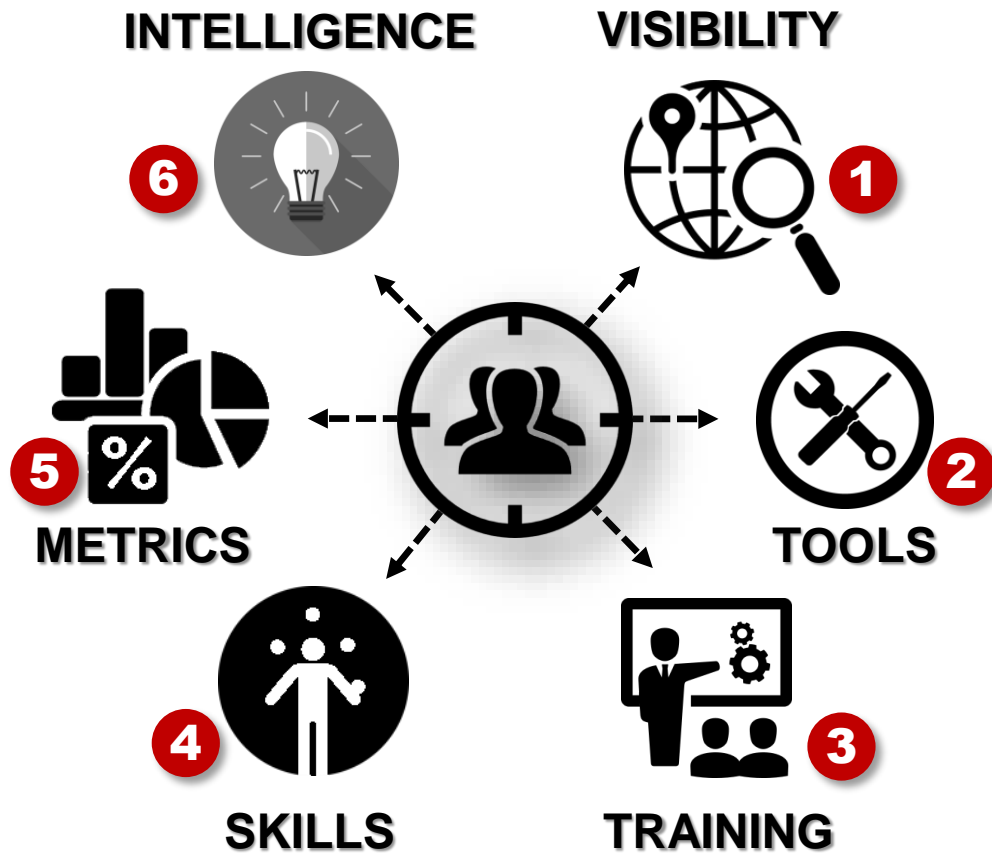 INTELLIGENCE
VISIBILITY
6
1
5
%
2
METRICS
TOOLS
4
3
SKILLS
TRAINING